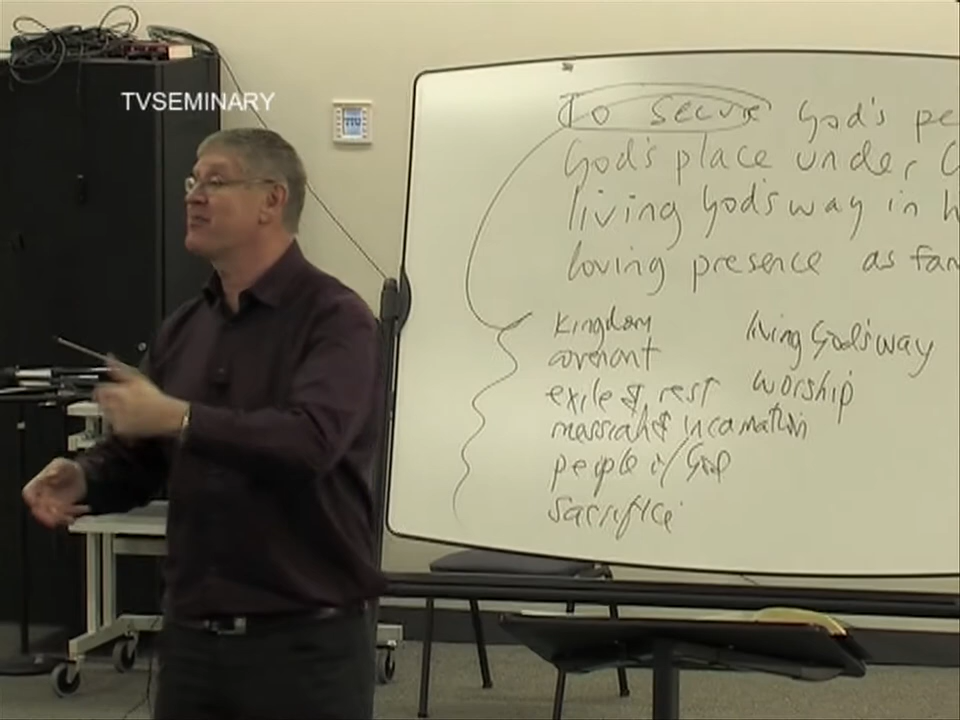 TVSEMINARY
To secure God's pe
God's place under G
living God's way in h
loving presence as fam
kingdom
covenant
exile & rest
messiah & incarnation
people of God
sacrifice
living God's way
worship